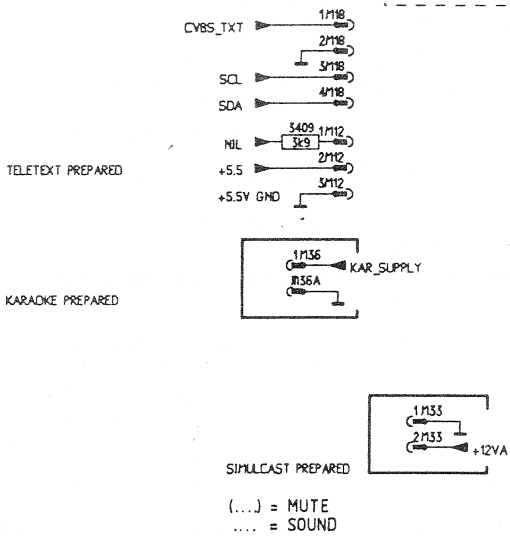 CVBS_TXT 1M18
2M18
SCL 3M18
SDA 4M18
NIL 3409 3k9 1M12
TELETEXT PREPARED
+5.5 2M12
+5.5V GND 3M12
1M36
KAR_SUPPLY
M36A
KARAOKE PREPARED
1M33
2M33
+12VA
SIMULCAST PREPARED
(....) = MUTE
.... = SOUND